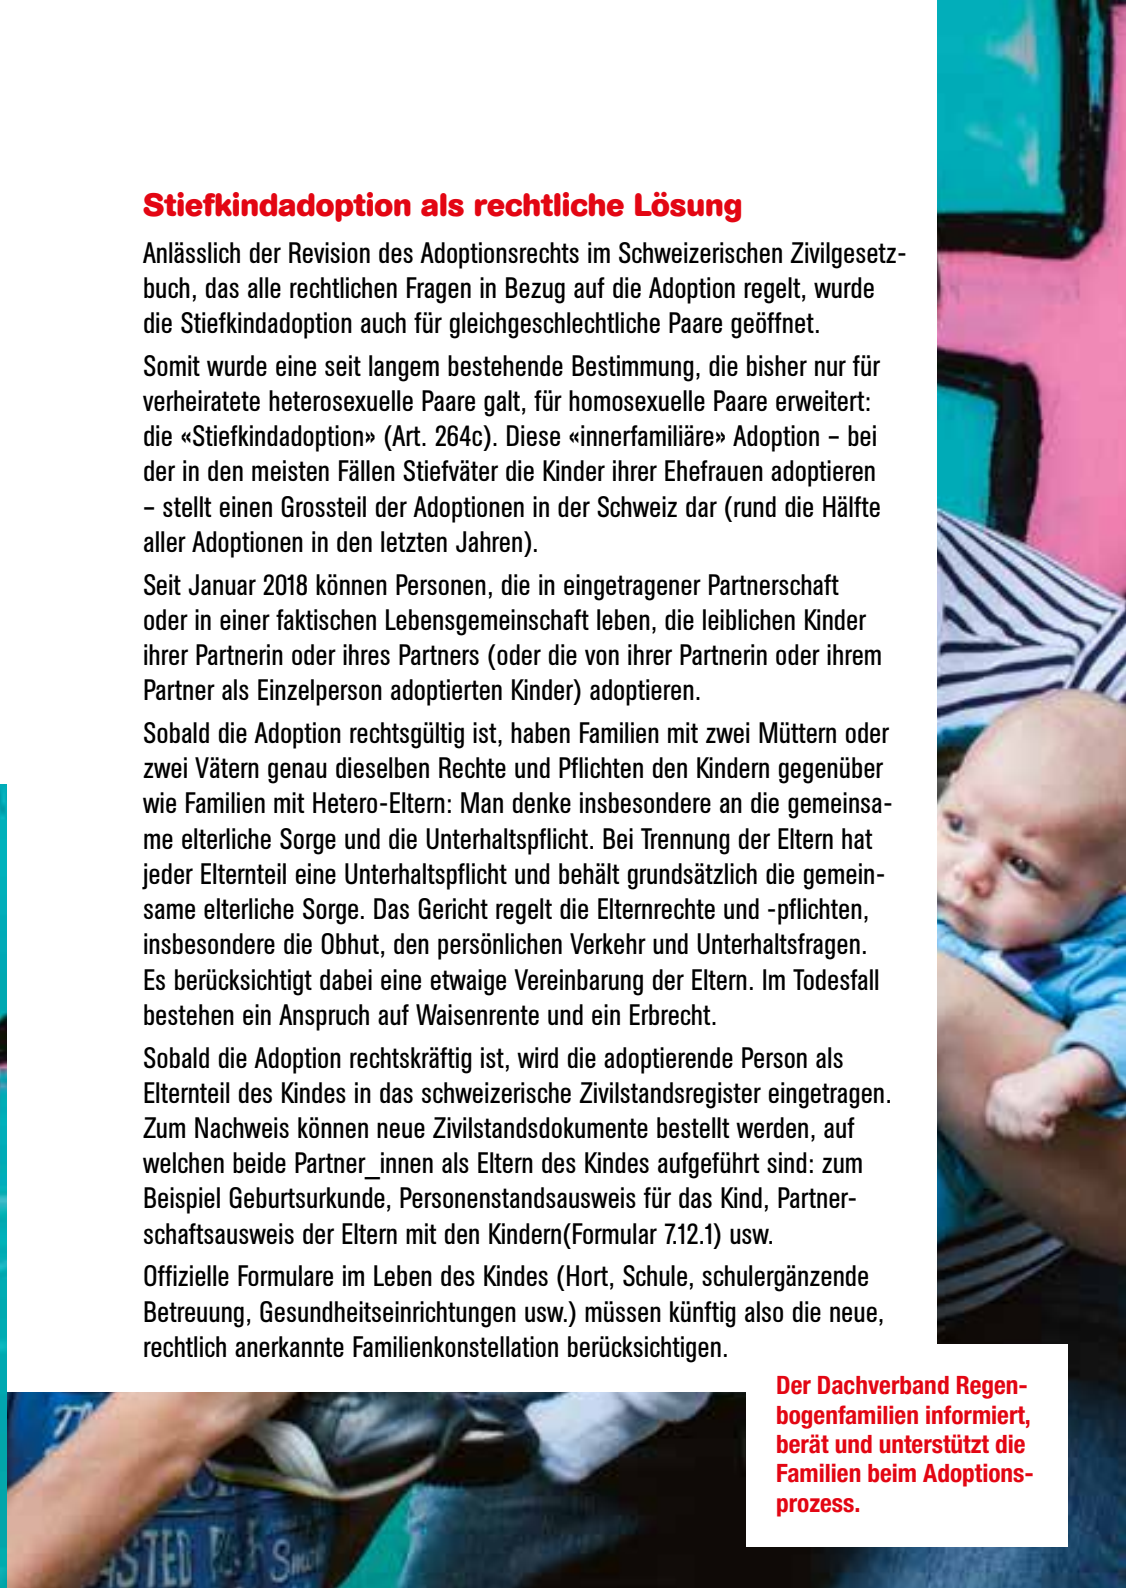 Stiefkindadoption als rechtliche Lösung
Anlässlich der Revision des Adoptionsrechts im Schweizerischen Zivilgesetz-
buch, das alle rechtlichen Fragen in Bezug auf die Adoption regelt, wurde
die Stiefkindadoption auch für gleichgeschlechtliche Paare geöffnet.
Somit wurde eine seit langem bestehende Bestimmung, die bisher nur für
verheiratete heterosexuelle Paare galt, für homosexuelle Paare erweitert:
die «Stiefkindadoption» (Art. 264c). Diese «innerfamiliäre» Adoption – bei
der in den meisten Fällen Stiefväter die Kinder ihrer Ehefrauen adoptieren
– stellt einen Grossteil der Adoptionen in der Schweiz dar (rund die Hälfte
aller Adoptionen in den letzten Jahren).
Seit Januar 2018 können Personen, die in eingetragener Partnerschaft
oder in einer faktischen Lebensgemeinschaft leben, die leiblichen Kinder
ihrer Partnerin oder ihres Partners (oder die von ihrer Partnerin oder ihrem
Partner als Einzelperson adoptierten Kinder) adoptieren.
Sobald die Adoption rechtsgültig ist, haben Familien mit zwei Müttern oder
zwei Vätern genau dieselben Rechte und Pflichten den Kindern gegenüber
wie Familien mit Hetero-Eltern: Man denke insbesondere an die gemeinsa-
me elterliche Sorge und die Unterhaltspflicht. Bei Trennung der Eltern hat
jeder Elternteil eine Unterhaltspflicht und behält grundsätzlich die gemein-
same elterliche Sorge. Das Gericht regelt die Elternrechte und -pflichten,
insbesondere die Obhut, den persönlichen Verkehr und Unterhaltsfragen.
Es berücksichtigt dabei eine etwaige Vereinbarung der Eltern. Im Todesfall
bestehen ein Anspruch auf Waisenrente und ein Erbrecht.
Sobald die Adoption rechtskräftig ist, wird die adoptierende Person als
Elternteil des Kindes in das schweizerische Zivilstandsregister eingetragen.
Zum Nachweis können neue Zivilstandsdokumente bestellt werden, auf
welchen beide Partner_innen als Eltern des Kindes aufgeführt sind: zum
Beispiel Geburtsurkunde, Personenstandsausweis für das Kind, Partner-
schaftsausweis der Eltern mit den Kindern(Formular 7.12.1) usw.
Offizielle Formulare im Leben des Kindes (Hort, Schule, schulergänzende
Betreuung, Gesundheitseinrichtungen usw.) müssen künftig also die neue,
rechtlich anerkannte Familienkonstellation berücksichtigen.
Der Dachverband Regen-
bogenfamilien informiert,
berät und unterstützt die
Familien beim Adoptions-
prozess.